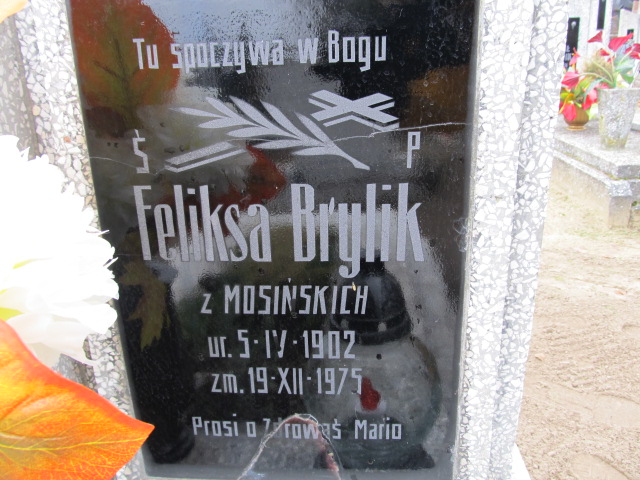 Tu spoczywa w Bogu
Ś P
Feliksa Brylik
z MOSIŃSKICH
ur. 5·IV·1902
zm. 19·XII·1975
Prosi o Zdrowaś Mario